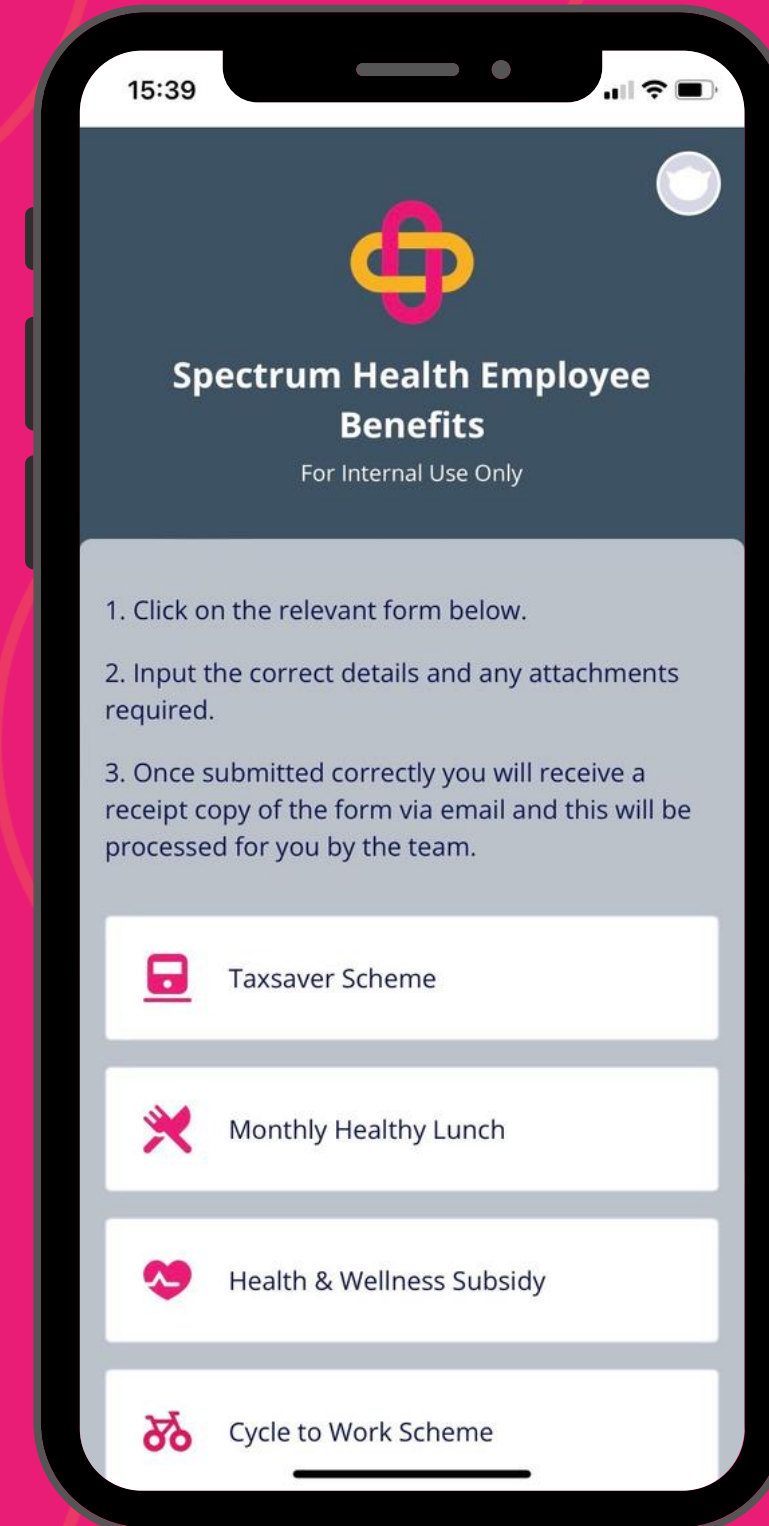 15:39
Spectrum Health Employee
Benefits
For Internal Use Only
1. Click on the relevant form below.
2. Input the correct details and any attachments
required.
3. Once submitted correctly you will receive a
receipt copy of the form via email and this will be
processed for you by the team.
Taxsaver Scheme
Monthly Healthy Lunch
Health & Wellness Subsidy
Cycle to Work Scheme